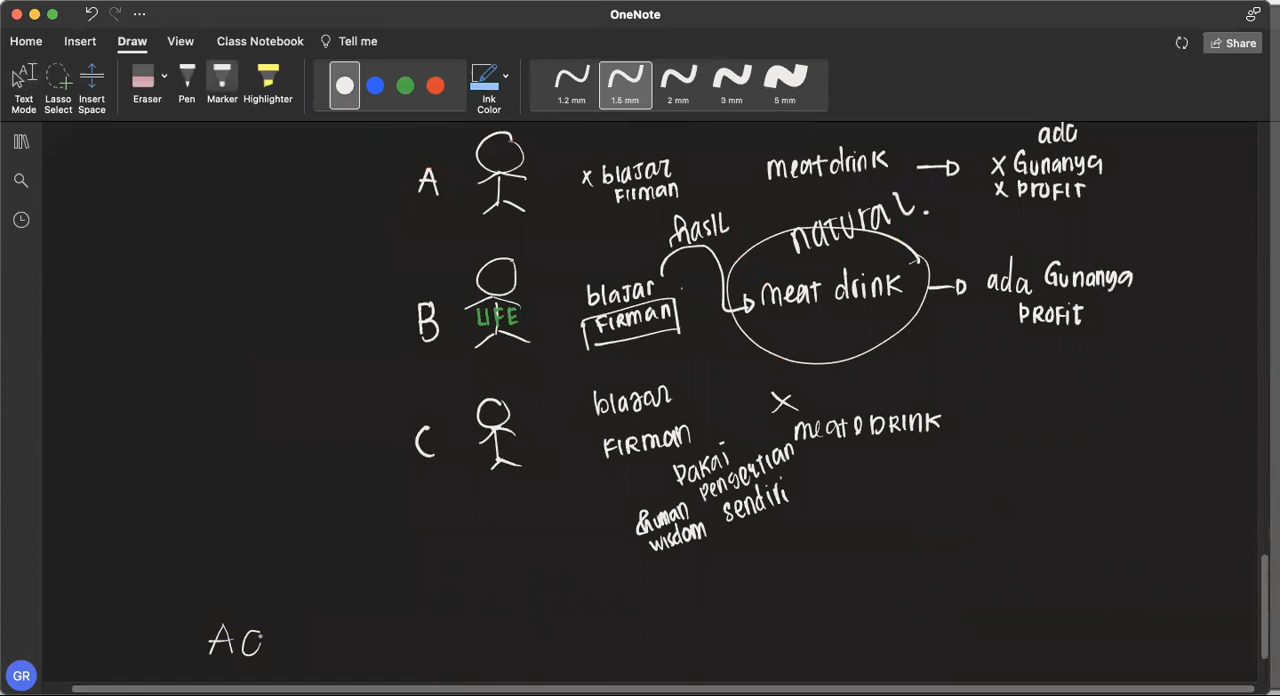 OneNote
Home Insert Draw View Class Notebook Tell me
Share
Text Mode
Lasso Select
Insert Space
Eraser
Pen
Marker
Highlighter
Ink Color
1.2 mm
1.5 mm
2 mm
3 mm
5 mm
A
x blajar
FIRMAN
meat drink
ada
x Gunanya
x PROFIT
hasil
natural.
B
LIFE
blajar
FIRMAN
meat drink
ada Gunanya
PROFIT
C
blajar
FIRMAN
X
meat & DRINK
pakai
pengertian
sendiri
human
wisdom
AC
GR